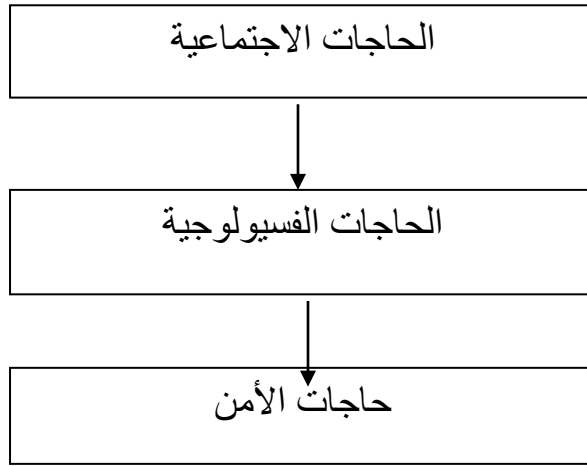 الحاجات الاجتماعية
الحاجات الفسيولوجية
حاجات الأمن